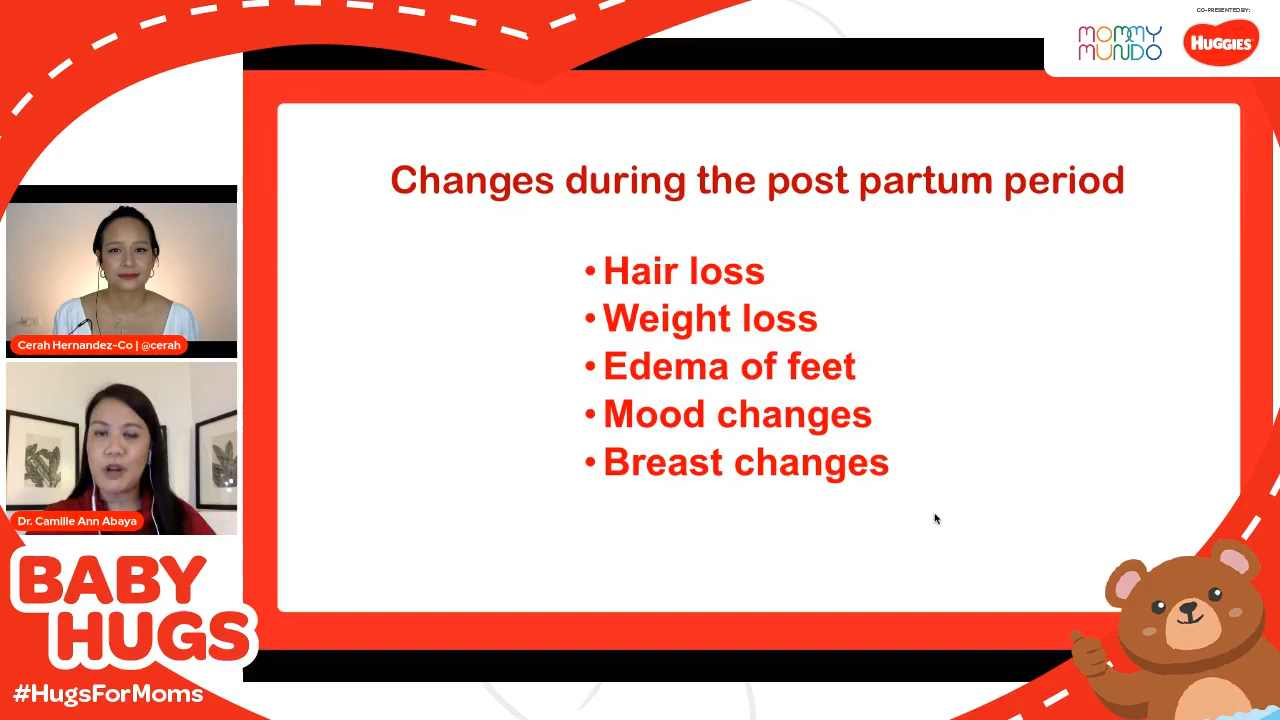 CO-PRESENTED BY:
MOMMY
MUNDO
HUGGIES
Changes during the post partum period
• Hair loss
• Weight loss
• Edema of feet
• Mood changes
• Breast changes
Cerah Hernandez-Co | @cerah
Dr. Camille Ann Abaya
BABY
HUGS
#HugsForMoms